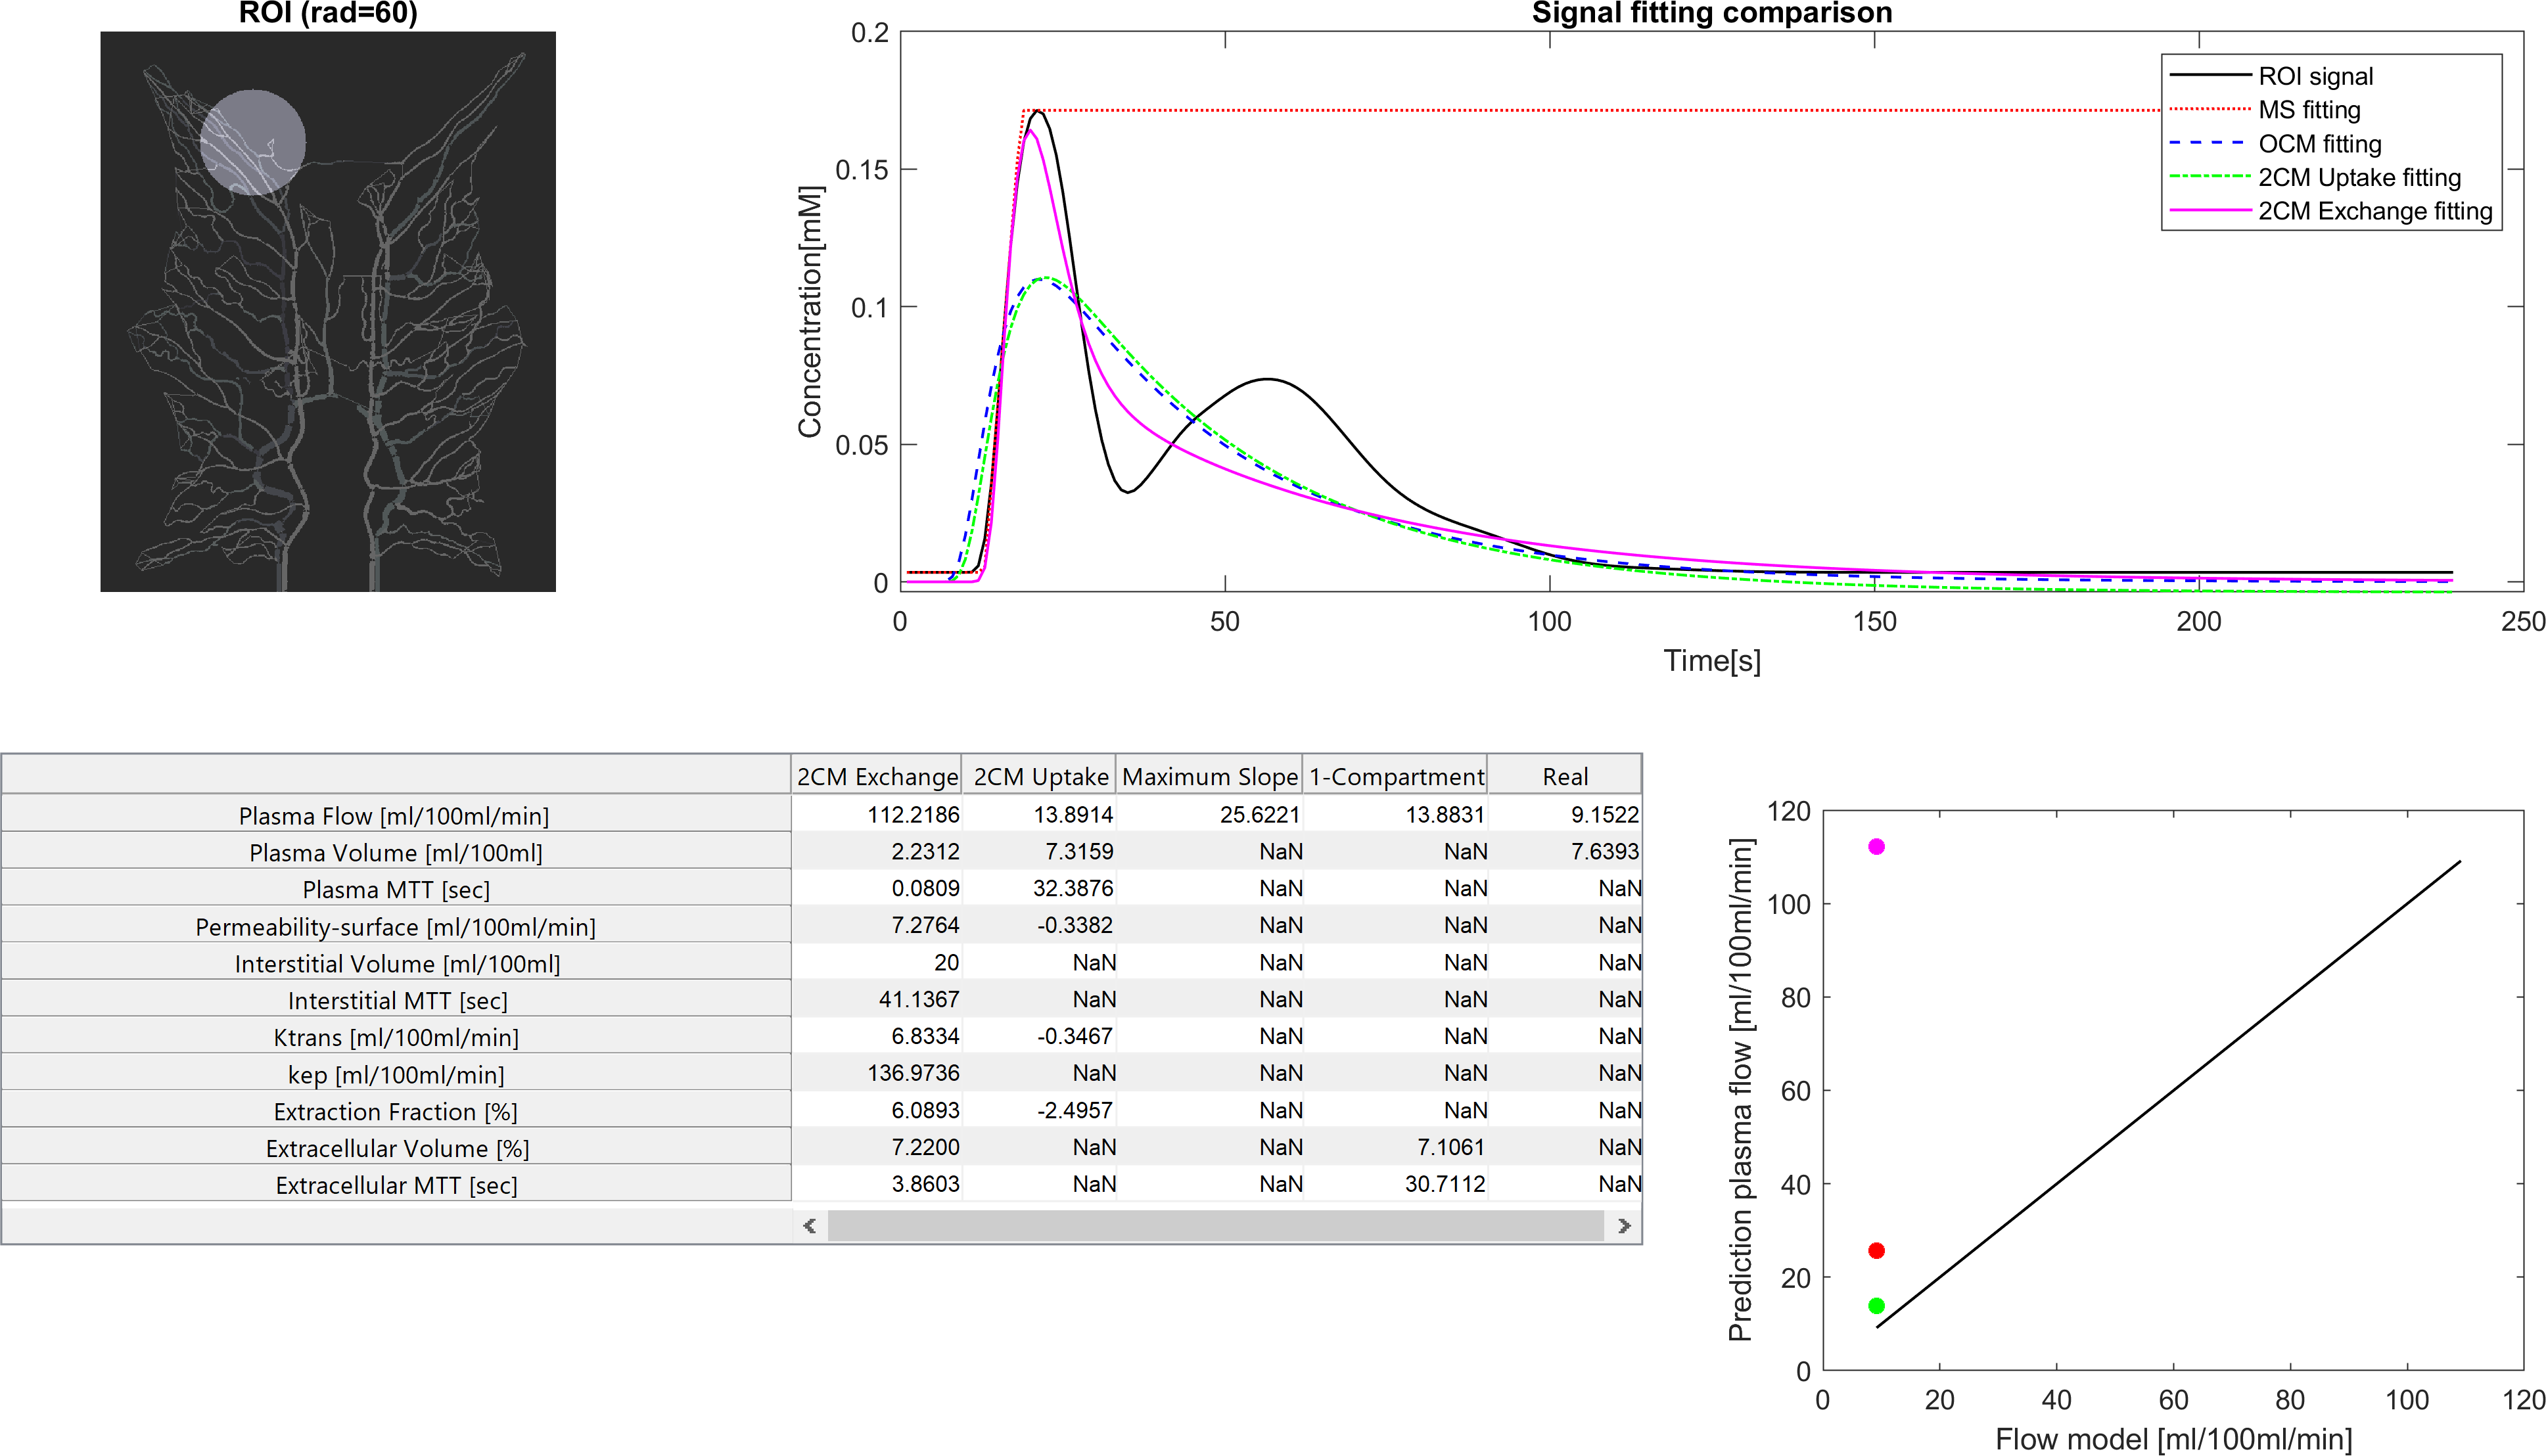 ROI (rad=60)
Signal fitting comparison
0.2
0.15
0.1
0.05
0
Concentration[mM]
0 50 100 150 200 250
Time[s]
ROI signal
MS fitting
OCM fitting
2CM Uptake fitting
2CM Exchange fitting
2CM Exchange 2CM Uptake Maximum Slope 1-Compartment Real
Plasma Flow [ml/100ml/min] 112.2186 13.8914 25.6221 13.8831 9.1522
Plasma Volume [ml/100ml] 2.2312 7.3159 NaN NaN 7.6393
Plasma MTT [sec] 0.0809 32.3876 NaN NaN NaN
Permeability-surface [ml/100ml/min] 7.2764 -0.3382 NaN NaN NaN
Interstitial Volume [ml/100ml] 20 NaN NaN NaN NaN
Interstitial MTT [sec] 41.1367 NaN NaN NaN NaN
Ktrans [ml/100ml/min] 6.8334 -0.3467 NaN NaN NaN
kep [ml/100ml/min] 136.9736 NaN NaN NaN NaN
Extraction Fraction [%] 6.0893 -2.4957 NaN NaN NaN
Extracellular Volume [%] 7.2200 NaN NaN 7.1061 NaN
Extracellular MTT [sec] 3.8603 NaN NaN 30.7112 NaN
120
100
80
60
40
20
0
Prediction plasma flow [ml/100ml/min]
0 20 40 60 80 100 120
Flow model [ml/100ml/min]